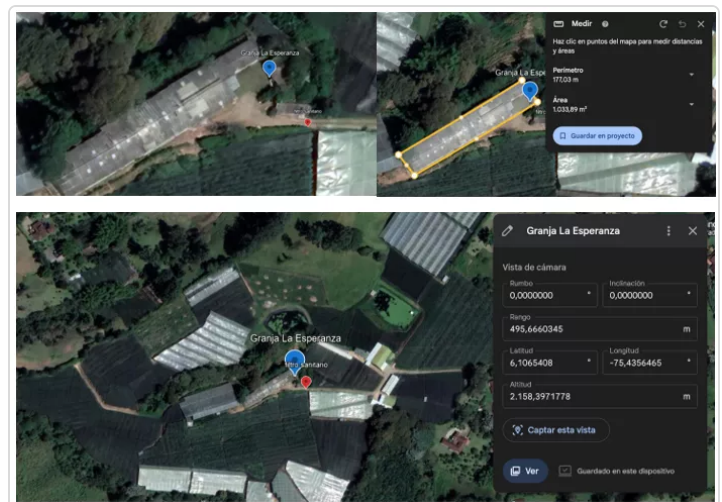 Granja La Esperanza
Granja La Espe
Medir
Haz clic en puntos del mapa para medir distancias
y áreas
Perímetro
177,03 m
Área
1.033,89 m²
Guardar en proyecto
Granja La Esperanza
Granja La Esperanza
Vista de cámara
Rumbo
0,0000000 °
Inclinación
0,0000000 °
Rango
495,6660345 m
Latitud
6,1065408 °
Longitud
-75,4356465 °
Altitud
2.158,3971778 m
Captar esta vista
Ver
Guardado en este dispositivo